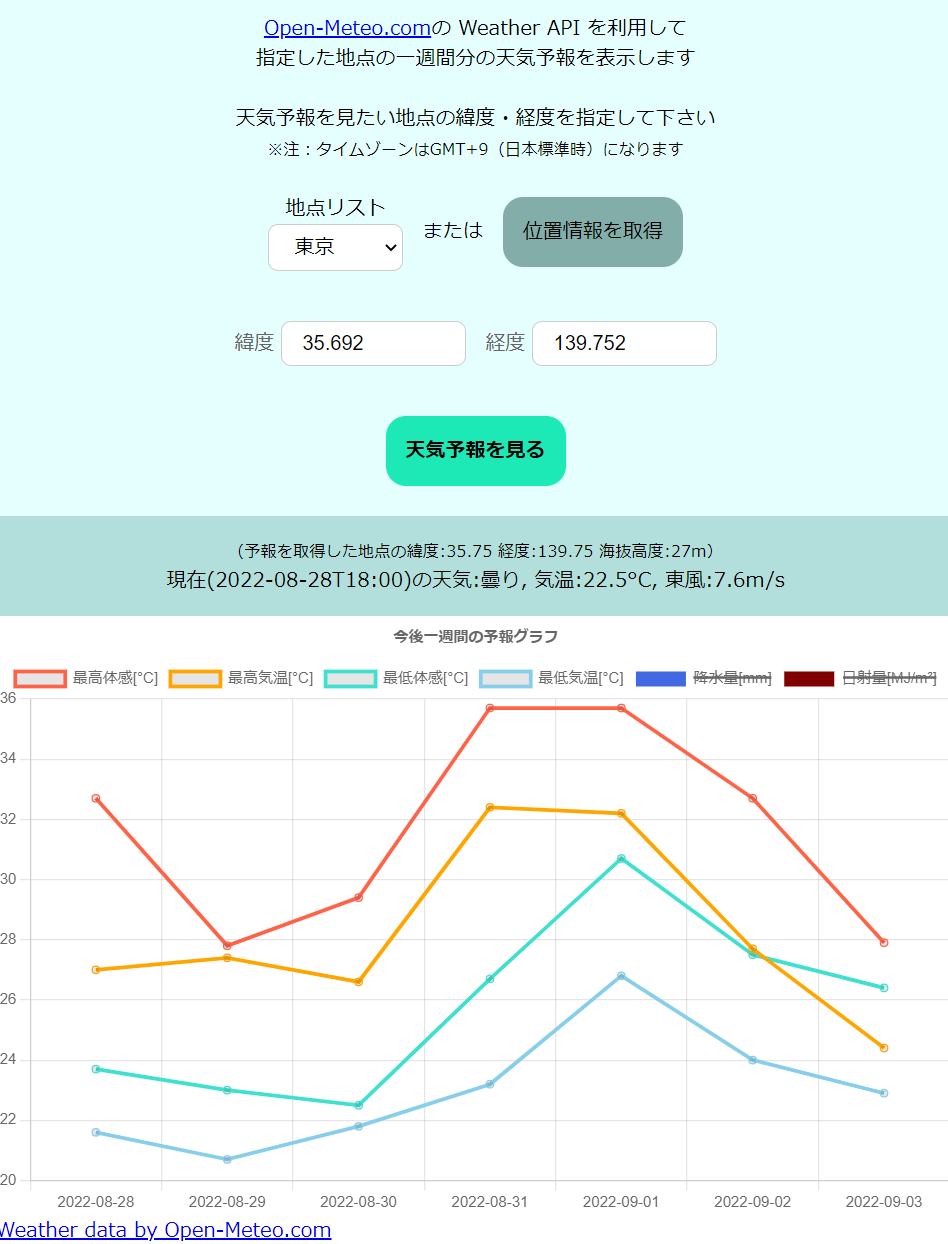 Open-Meteo.comの Weather API を利用して
指定した地点の一週間分の天気予報を表示します
天気予報を見たい地点の緯度・経度を指定して下さい
※注：タイムゾーンはGMT+9（日本標準時）になります
地点リスト
東京
または
位置情報を取得
緯度 35.692 経度 139.752
天気予報を見る
(予報を取得した地点の緯度:35.75 経度:139.75 海抜高度:27m)
現在(2022-08-28T18:00)の天気:曇り, 気温:22.5°C, 東風:7.6m/s
今後一週間の予報グラフ
最高体感[°C] 最高気温[°C] 最低体感[°C] 最低気温[°C] 降水量[mm] 日射量[MJ/m²]
36
34
32
30
28
26
24
22
20
2022-08-28 2022-08-29 2022-08-30 2022-08-31 2022-09-01 2022-09-02 2022-09-03
Weather data by Open-Meteo.com